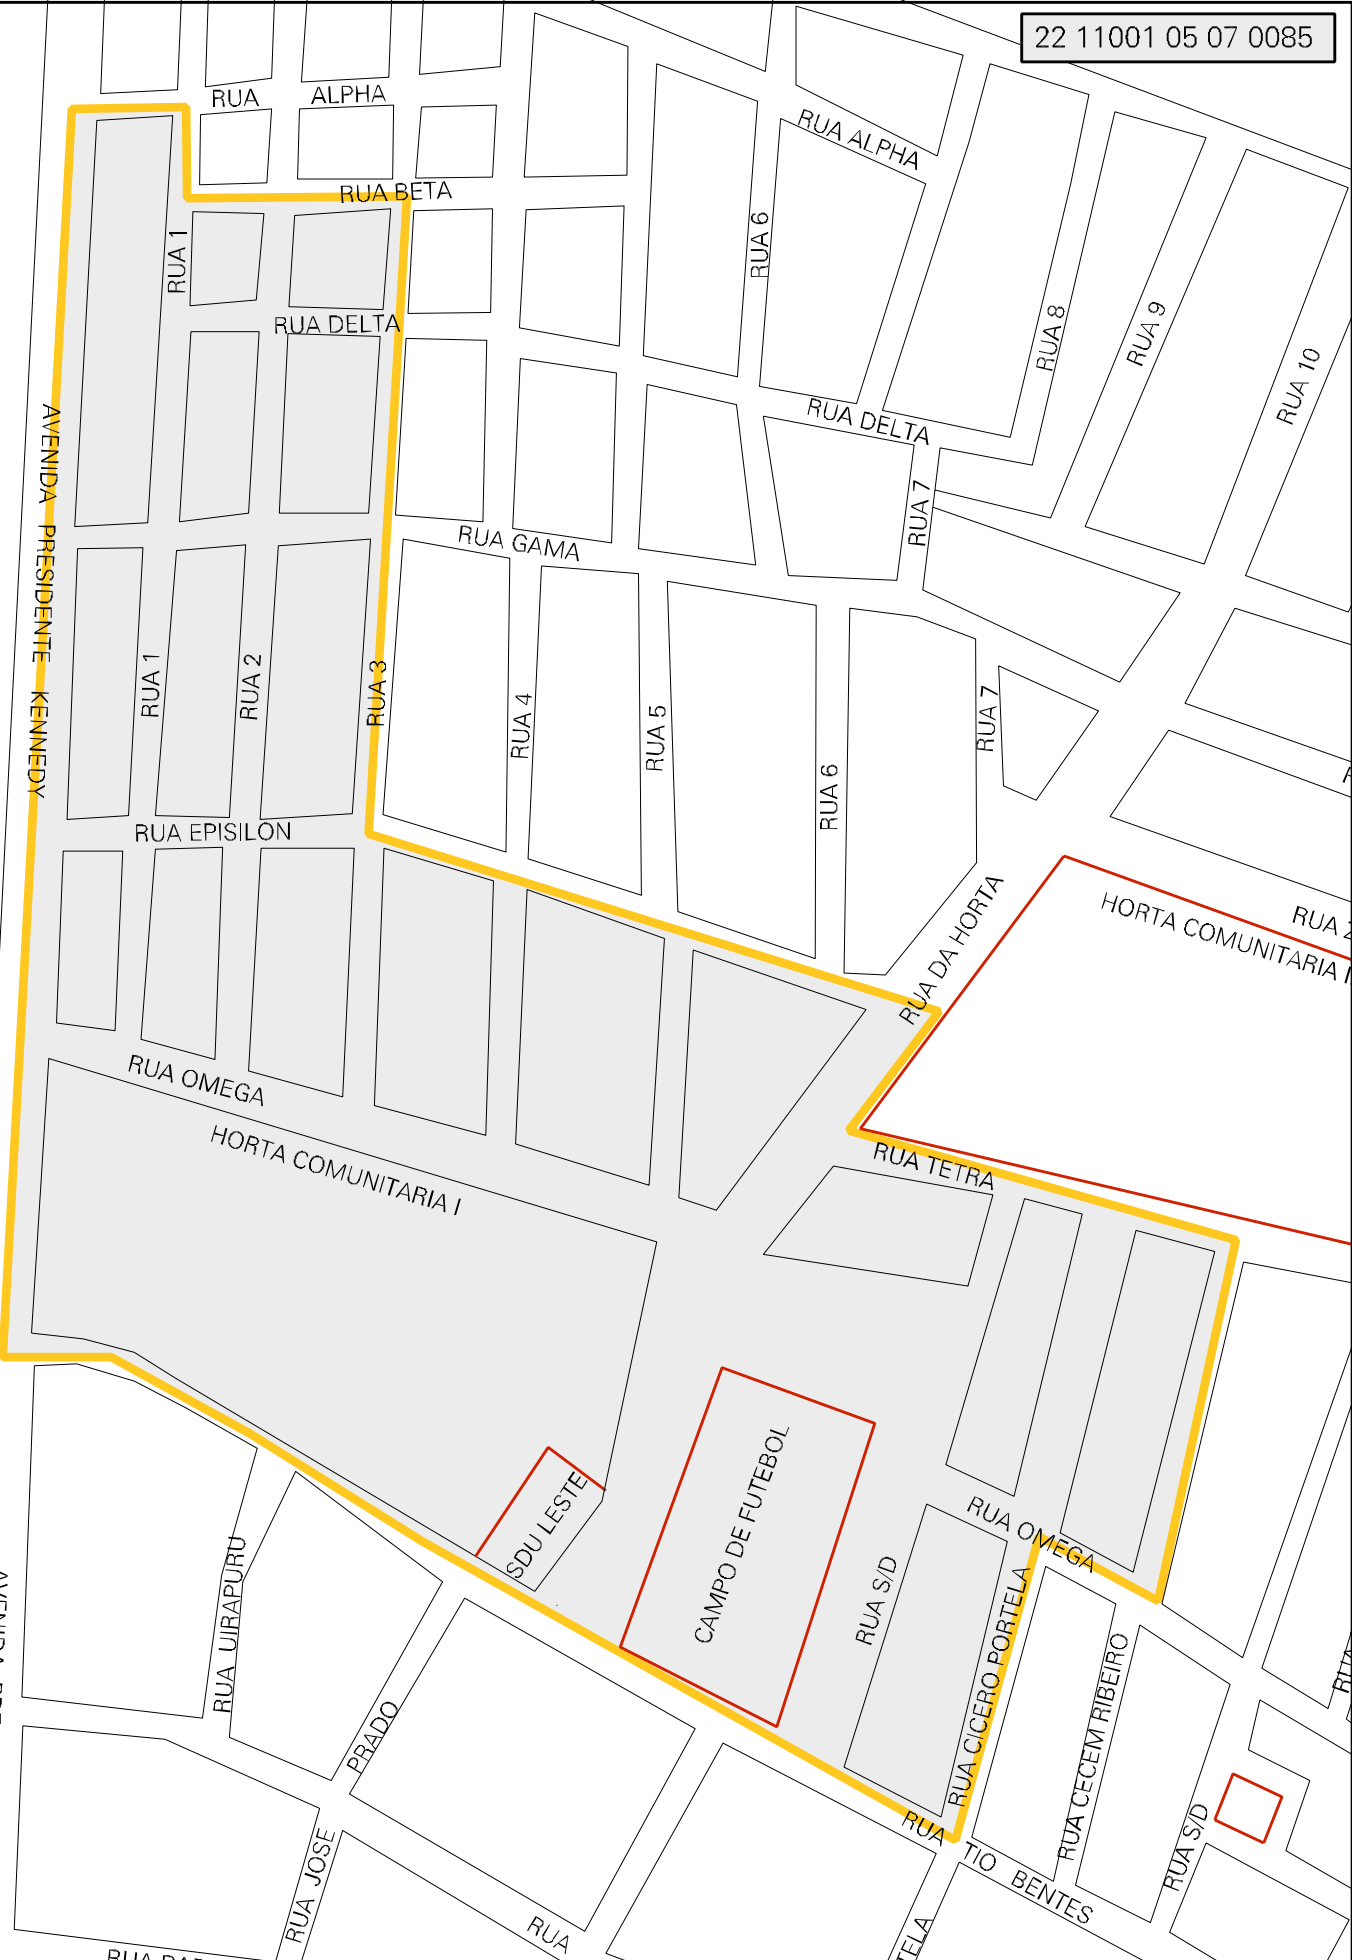 22 11001 05 07 0085
RUA ALPHA
RUA ALPHA
RUA BETA
RUA 1
RUA 6
RUA DELTA
RUA 8
RUA 9
RUA 10
RUA DELTA
AVENIDA PRESIDENTE KENNEDY
RUA 7
RUA GAMA
RUA 1
RUA 2
RUA 3
RUA 4
RUA 5
RUA 6
RUA 7
RUA EPISILON
RUA DA HORTA
HORTA COMUNITARIA
RUA
RUA OMEGA
HORTA COMUNITARIA I
RUA TETRA
CAMPO DE FUTEBOL
SDU LESTE
RUA OMEGA
RUA S/D
RUA CICERO PORTELA
RUA UIRAPURU
RUA CECEM RIBEIRO
PRADO
RUA S/D
RUA TIO BENTES
RUA JOSE
RUA